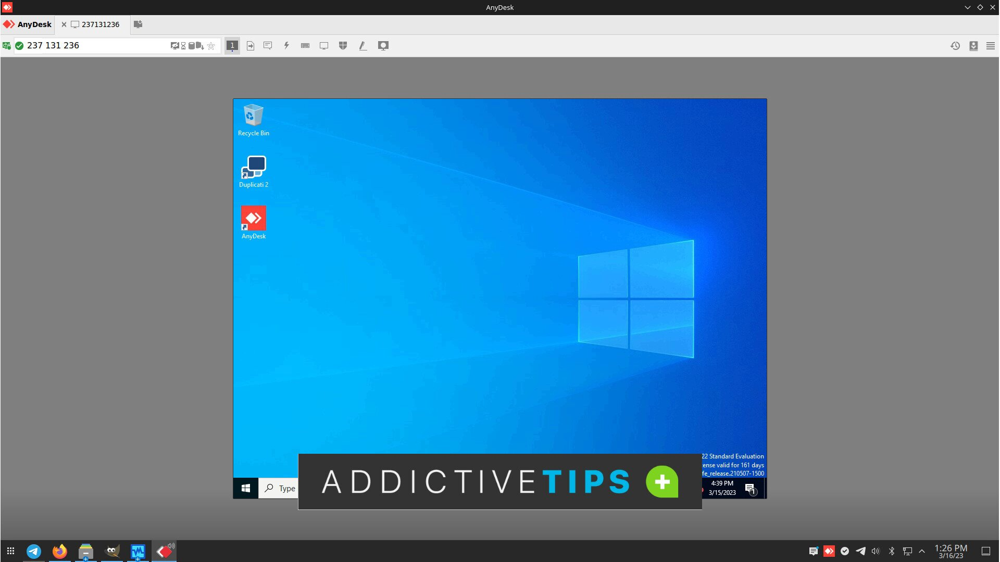 AnyDesk
AnyDesk
237131236
237 131 236
1
Recycle Bin
Duplicati 2
AnyDesk
22 Standard Evaluation
ense valid for 161 days
fe_release.210507-1500
Type
ADDICTIVETIPS
4:39 PM
3/15/2023
1
1:26 PM
3/16/23